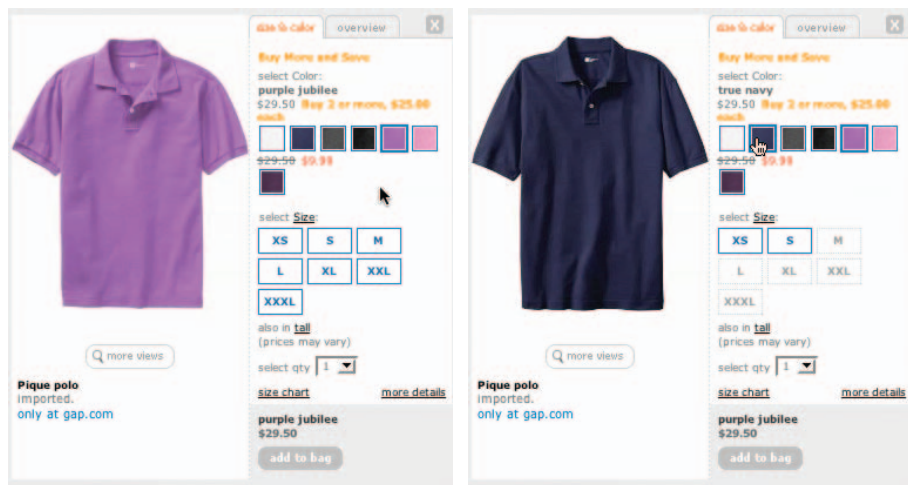 size & color overview X
Buy More and Save
select Color:
purple jubilee
$29.50 Buy 2 or more, $25.00
each
$29.50 $9.99
select Size:
XS S M
L XL XXL
XXXL
also in tall
(prices may vary)
select qty 1
size chart more details
more views
Pique polo
imported.
only at gap.com
purple jubilee
$29.50
add to bag
size & color overview X
Buy More and Save
select Color:
true navy
$29.50 Buy 2 or more, $25.00
each
$29.50 $9.99
select Size:
XS S M
L XL XXL
XXXL
also in tall
(prices may vary)
select qty 1
size chart more details
more views
Pique polo
imported.
only at gap.com
purple jubilee
$29.50
add to bag